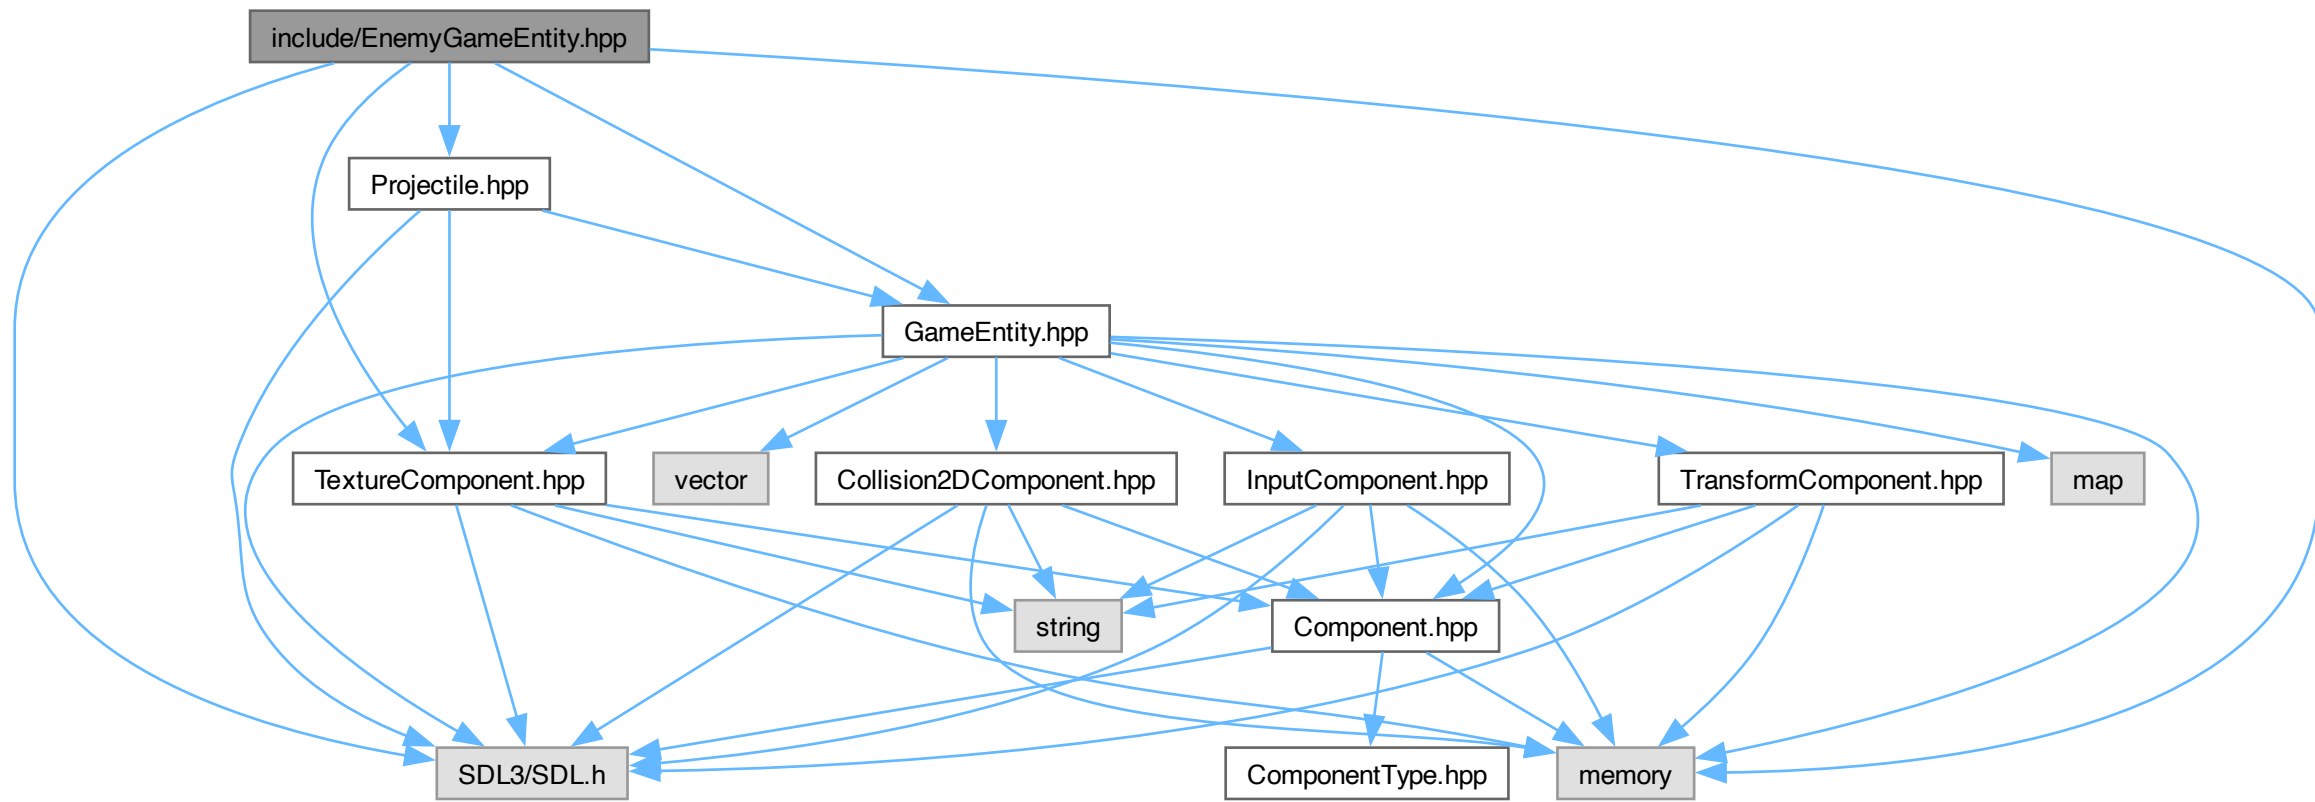 include/EnemyGameEntity.hpp
Projectile.hpp
GameEntity.hpp
TextureComponent.hpp
vector
Collision2DComponent.hpp
InputComponent.hpp
TransformComponent.hpp
map
string
Component.hpp
SDL3/SDL.h
ComponentType.hpp
memory